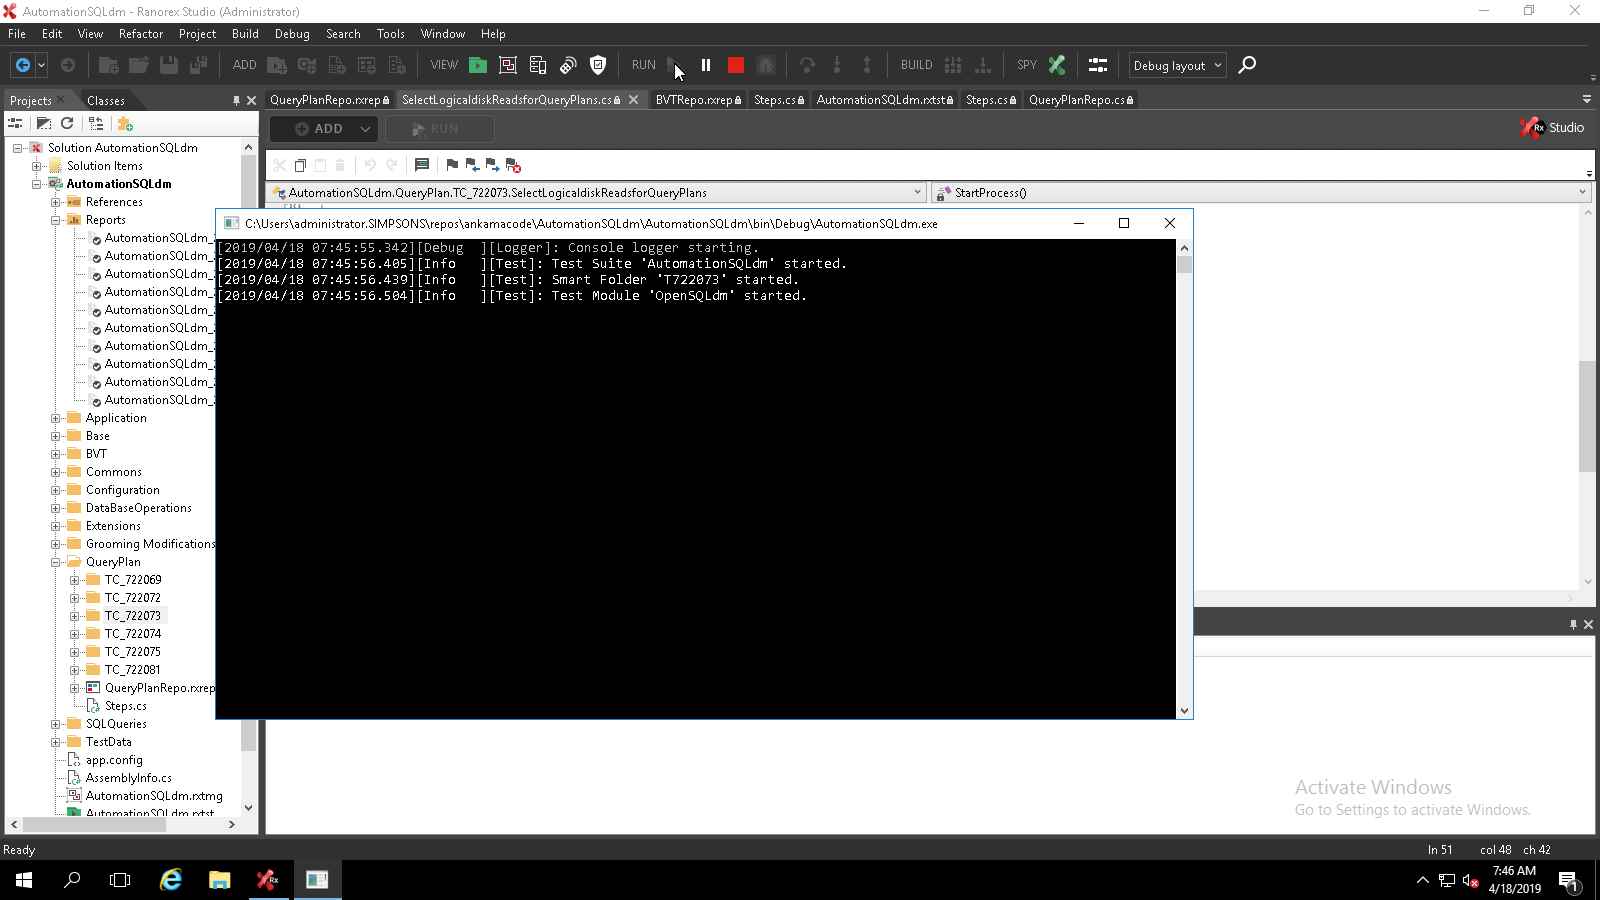 AutomationSQLdm - Ranorex Studio (Administrator)
File Edit View Refactor Project Build Debug Search Tools Window Help
ADD VIEW RUN BUILD SPY Debug layout
Projects Classes QueryPlanRepo.rxrep SelectLogicaldiskReadsforQueryPlans.cs BVTRepo.rxrep Steps.cs AutomationSQLdm.rxtst Steps.cs QueryPlanRepo.cs
ADD RUN Rx Studio
Solution AutomationSQLdm
Solution Items
AutomationSQLdm.QueryPlan.TC_722073.SelectLogicaldiskReadsforQueryPlans StartProcess()
AutomationSQLdm
References
Reports
C:\Users\administrator.SIMPSONS\repos\ankamacode\AutomationSQLdm\AutomationSQLdm\bin\Debug\AutomationSQLdm.exe
[2019/04/18 07:45:55.342][Debug  ][Logger]: Console logger starting.
[2019/04/18 07:45:56.405][Info   ][Test]: Test Suite 'AutomationSQLdm' started.
[2019/04/18 07:45:56.439][Info   ][Test]: Smart Folder 'T722073' started.
[2019/04/18 07:45:56.504][Info   ][Test]: Test Module 'OpenSQLdm' started.
AutomationSQLdm_
AutomationSQLdm_
AutomationSQLdm_
AutomationSQLdm_
AutomationSQLdm_
AutomationSQLdm_
AutomationSQLdm_
AutomationSQLdm_
AutomationSQLdm_
AutomationSQLdm_
Application
Base
BVT
Commons
Configuration
DataBaseOperations
Extensions
Grooming Modifications
QueryPlan
TC_722069
TC_722072
TC_722073
TC_722074
TC_722075
TC_722081
QueryPlanRepo.rxrep
Steps.cs
SQLQueries
TestData
app.config
AssemblyInfo.cs
AutomationSQLdm.rxtmg
AutomationSQLdm.rxtst
Activate Windows
Go to Settings to activate Windows.
Ready ln 51 col 48 ch 42
7:46 AM
4/18/2019
1